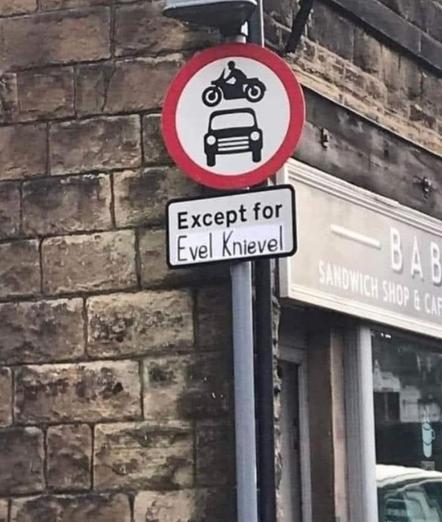 Except for
Evel Knievel
BAB
SANDWICH SHOP & CAF